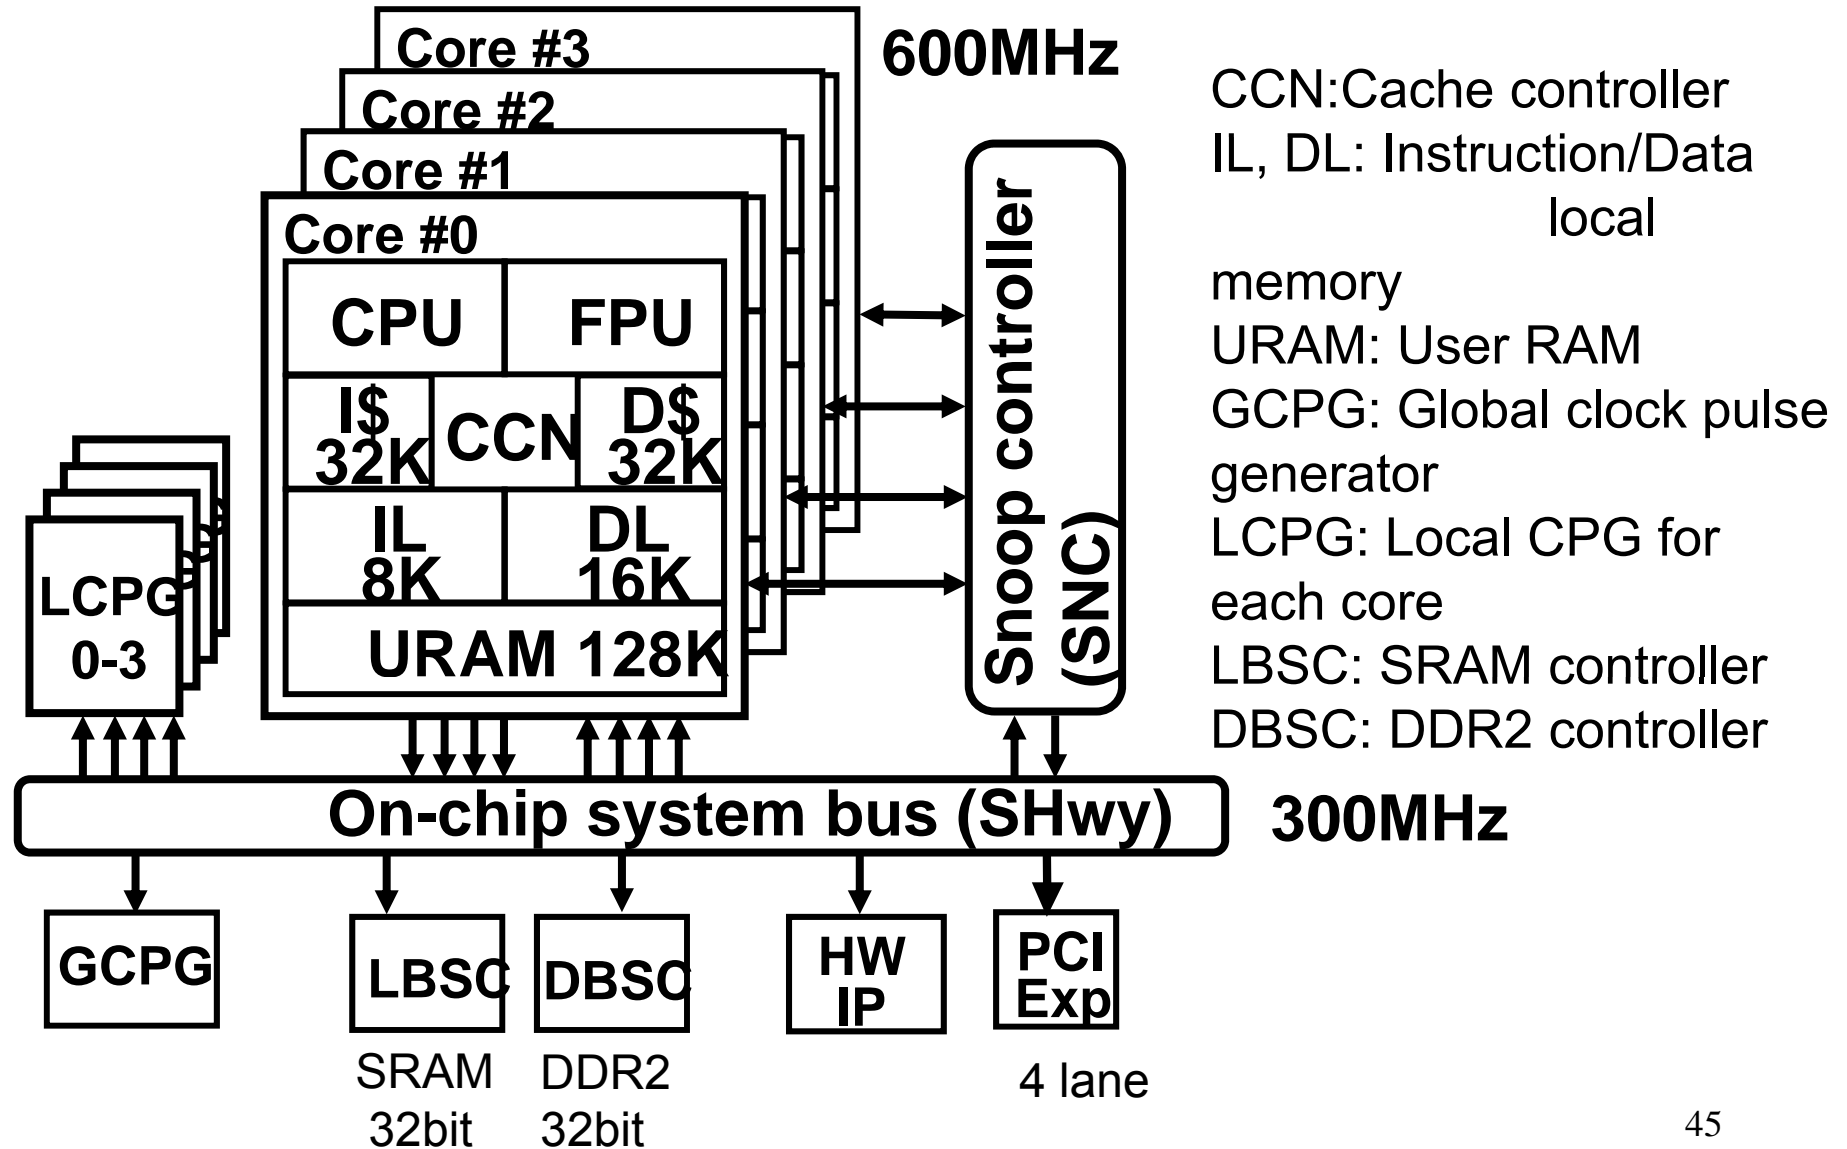 Core #3
600MHz
Core #2
Core #1
Core #0
CPU
FPU
I$
32K
CCN
D$
32K
IL
8K
DL
16K
URAM 128K
LCPG
0-3
Snoop controller
(SNC)
CCN:Cache controller
IL, DL: Instruction/Data
local
memory
URAM: User RAM
GCPG: Global clock pulse
generator
LCPG: Local CPG for
each core
LBSC: SRAM controller
DBSC: DDR2 controller
On-chip system bus (SHwy)
300MHz
GCPG
LBSC
DBSC
HW
IP
PCI
Exp
SRAM
32bit
DDR2
32bit
4 lane
45